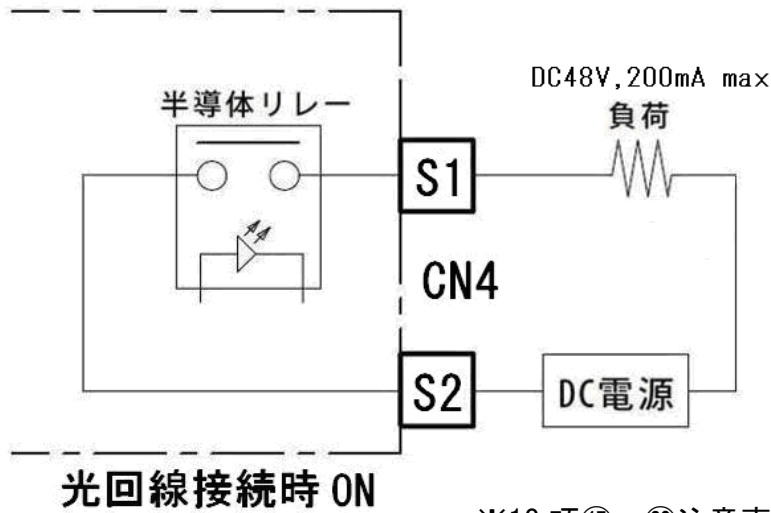 DC48V,200mA max
半導体リレー
負荷
S1
CN4
S2
DC電源
光回線接続時 ON